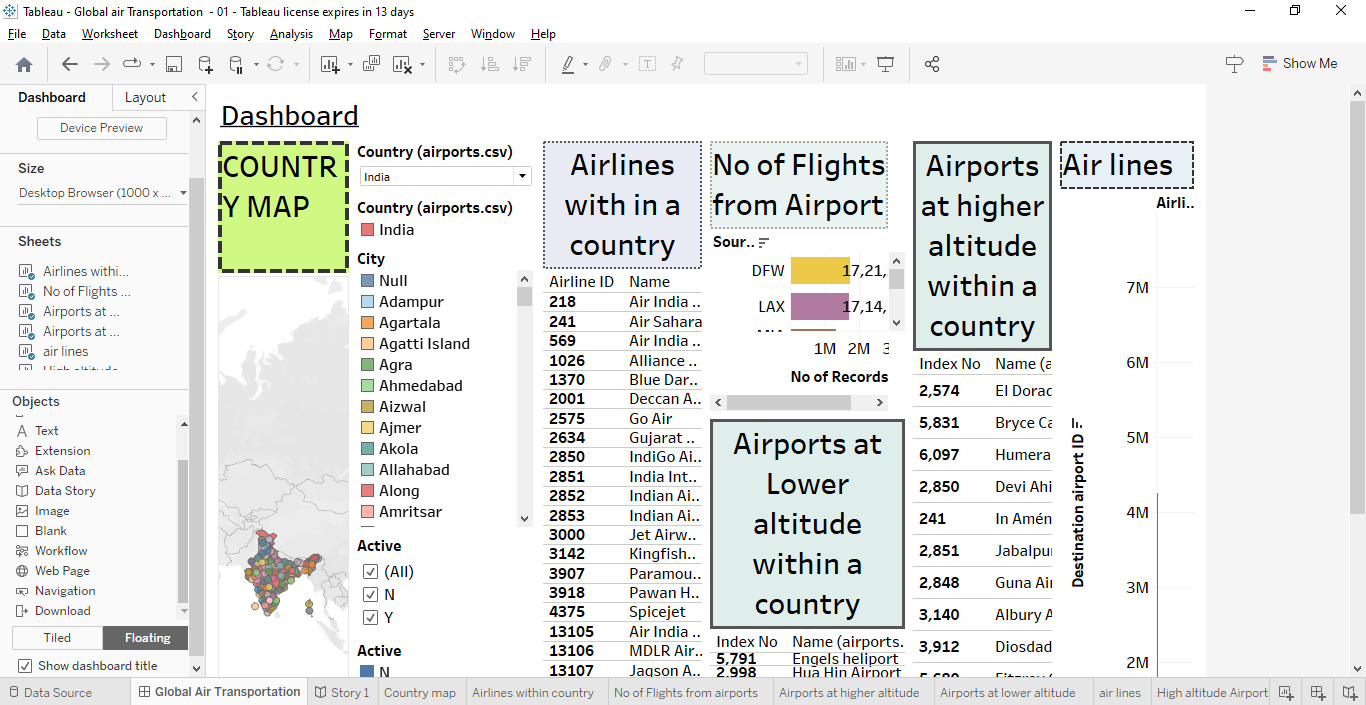 Tableau - Global air Transportation - 01 - Tableau license expires in 13 days
File Data Worksheet Dashboard Story Analysis Map Format Server Window Help
Show Me
Dashboard Layout
Device Preview
Size
Desktop Browser (1000 x ...
Sheets
Airlines withi...
No of Flights ...
Airports at ...
Airports at ...
air lines
High altitude
Objects
Text
Extension
Ask Data
Data Story
Image
Blank
Workflow
Web Page
Navigation
Download
Tiled Floating
Show dashboard title
Dashboard
COUNTR
Y MAP
Country (airports.csv)
India
Country (airports.csv)
India
City
Null
Adampur
Agartala
Agatti Island
Agra
Ahmedabad
Aizwal
Ajmer
Akola
Allahabad
Along
Amritsar
Active
(All)
N
Y
Active
N
Airlines
with in a
country
Airline ID Name
218 Air India ..
241 Air Sahara
569 Air India ..
1026 Alliance ..
1370 Blue Dar..
2001 Deccan A..
2575 Go Air
2634 Gujarat ..
2850 IndiGo Ai..
2851 India Int..
2852 Indian Ai..
2853 Indian Ai..
3000 Jet Airw..
3142 Kingfish..
3907 Paramou..
3918 Pawan H..
4375 Spicejet
13105 Air India ..
13106 MDLR Air..
13107 Jagson A..
No of Flights
from Airport
Sour..
DFW 17,21,
LAX 17,14,
1M 2M 3
No of Records
Airports at
Lower
altitude
within a
country
Index No Name (airports.
5,791 Engels heliport
2,998 Hua Hin Airport
Airports
at higher
altitude
within a
country
Index No Name (a
2,574 El Dorac
5,831 Bryce Ca
6,097 Humera
2,850 Devi Ahi
241 In Amén
2,851 Jabalpu
2,848 Guna Air
3,140 Albury A
3,912 Diosdad
Air lines
Airli..
Destination airport ID
7M
6M
5M
4M
3M
2M
Data Source Global Air Transportation Story 1 Country map Airlines within country No of Flights from airports Airports at higher altitude Airports at lower altitude air lines High altitude Airport